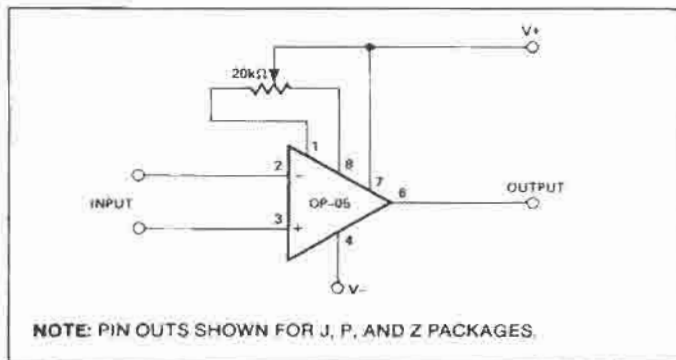 V+
20kΩ
1
8
2
-
7
6
OUTPUT
INPUT
OP-05
3
+
4
V-
NOTE: PIN OUTS SHOWN FOR J, P, AND Z PACKAGES.